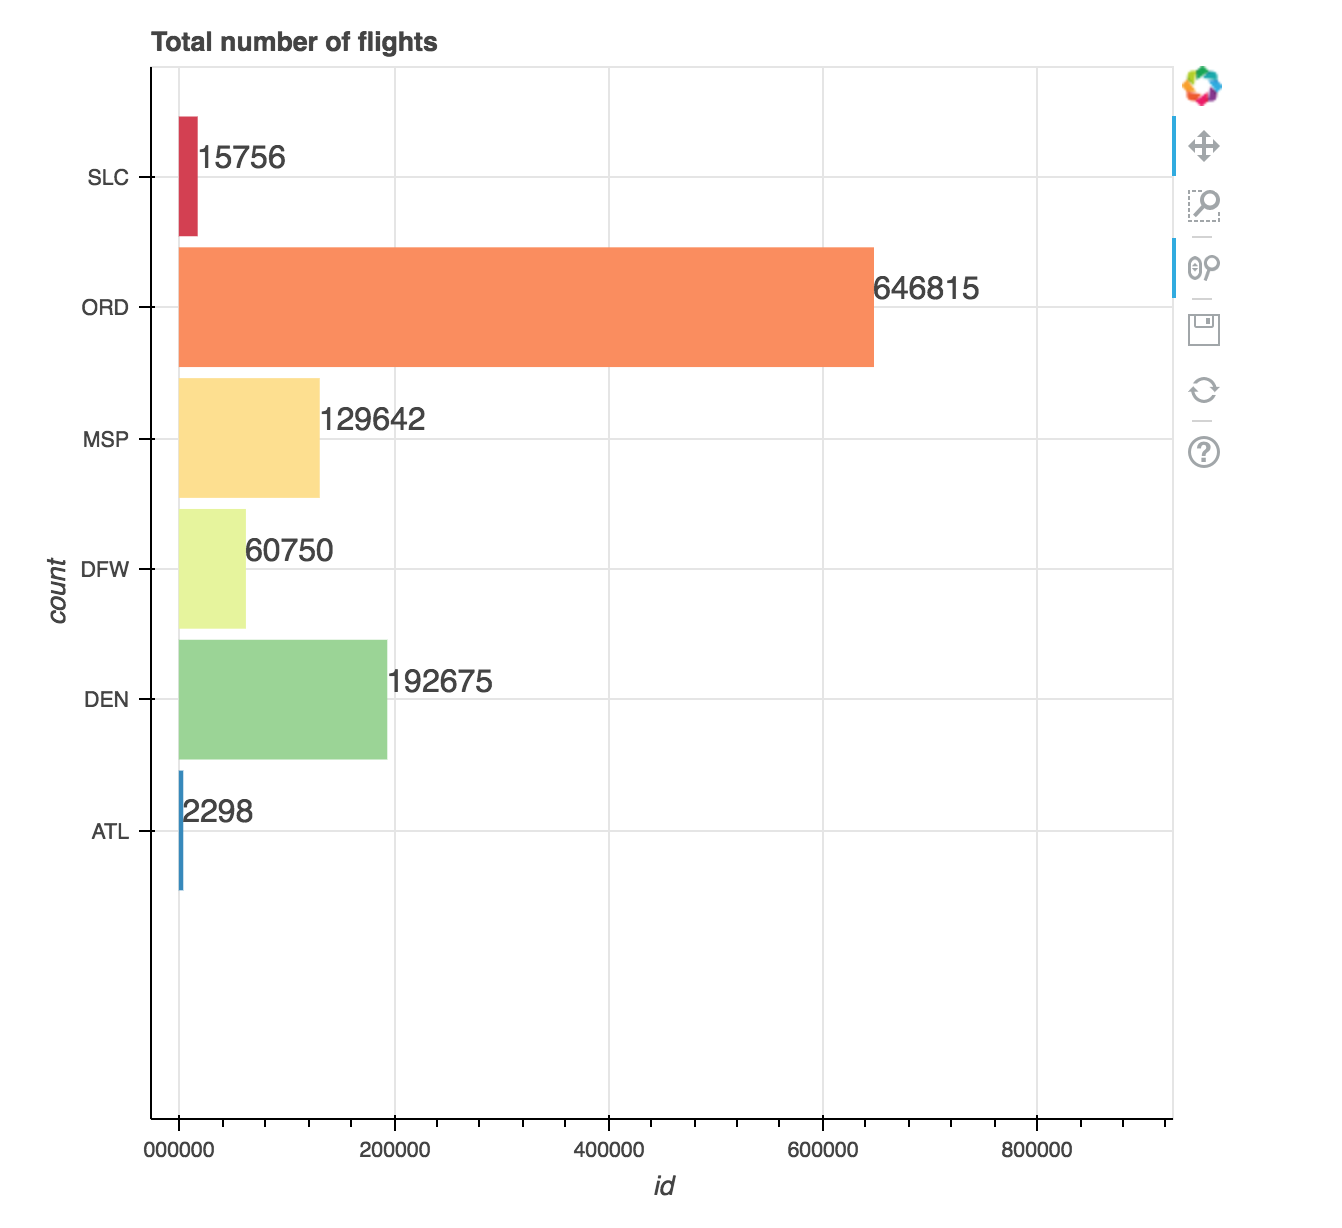 Total number of flights
SLC
15756
ORD
646815
MSP
129642
DFW
60750
DEN
192675
ATL
2298
count
000000 200000 400000 600000 800000
id
?